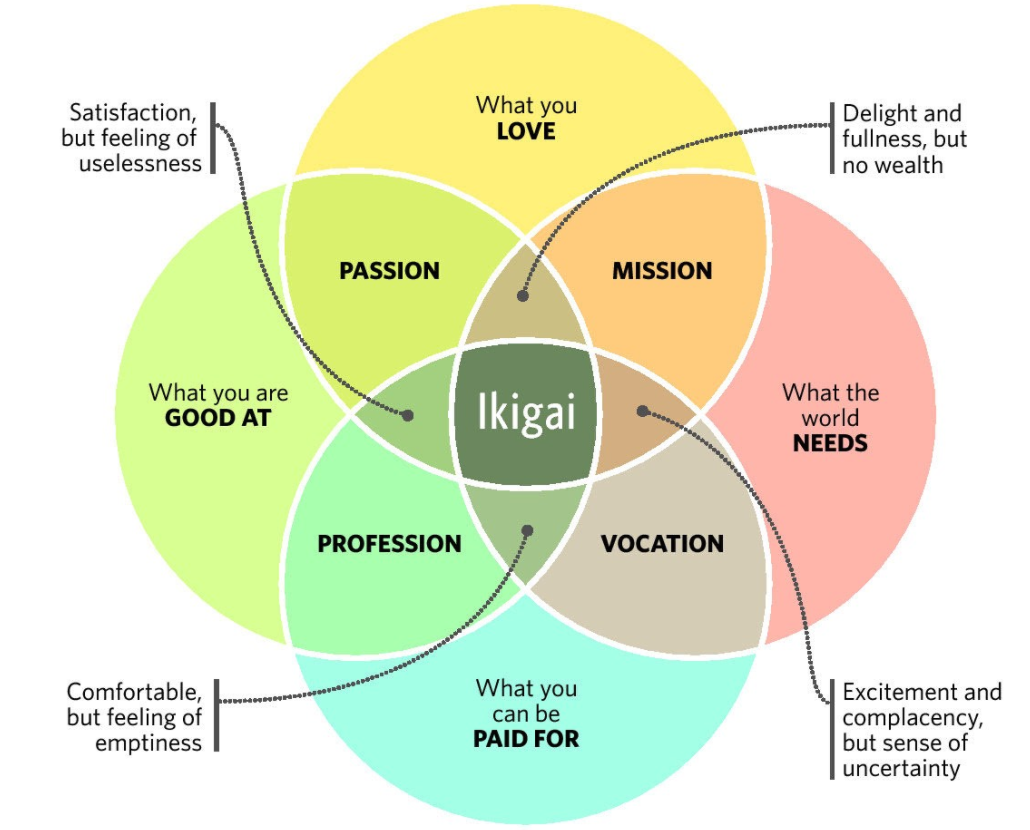 What you
LOVE
Satisfaction,
but feeling of
uselessness
Delight and
fullness, but
no wealth
PASSION
MISSION
What you are
GOOD AT
Ikigai
What the
world
NEEDS
PROFESSION
VOCATION
What you
can be
PAID FOR
Comfortable,
but feeling of
emptiness
Excitement and
complacency,
but sense of
uncertainty